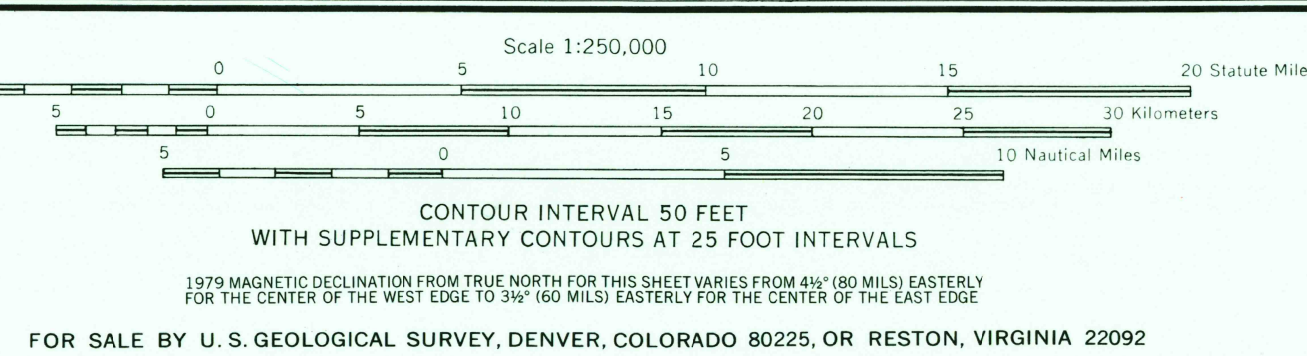 Scale 1:250,000
0 5 10 15 20 Statute Mile
5 0 5 10 15 20 25 30 Kilometers
5 0 5 10 Nautical Miles
CONTOUR INTERVAL 50 FEET
WITH SUPPLEMENTARY CONTOURS AT 25 FOOT INTERVALS
1979 MAGNETIC DECLINATION FROM TRUE NORTH FOR THIS SHEET VARIES FROM 4½° (80 MILS) EASTERLY
FOR THE CENTER OF THE WEST EDGE TO 3½° (60 MILS) EASTERLY FOR THE CENTER OF THE EAST EDGE
FOR SALE BY U. S. GEOLOGICAL SURVEY, DENVER, COLORADO 80225, OR RESTON, VIRGINIA 22092